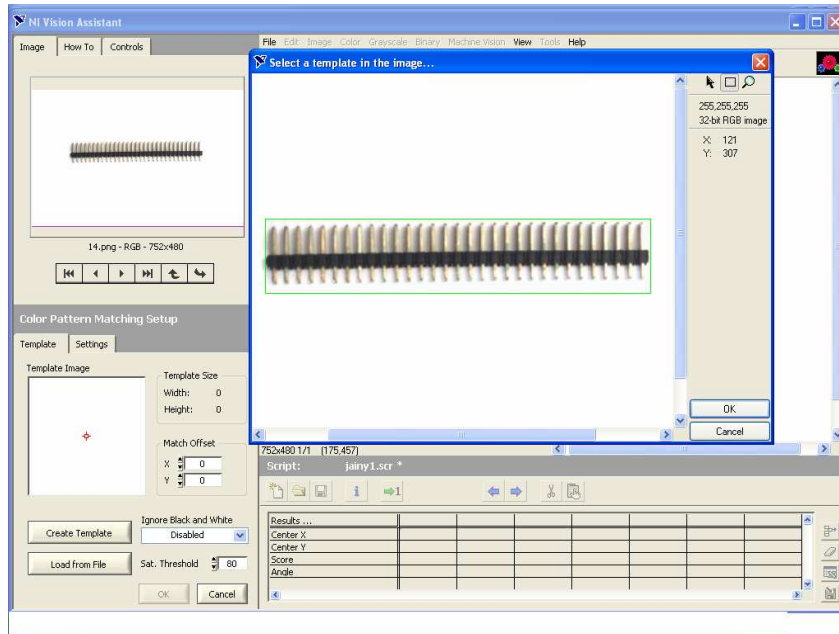 NI Vision Assistant
Image How To Controls
File Edit Image Color Grayscale Binary Machine Vision View Tools Help
Select a template in the image...
255,255,255
32-bit RGB image
X: 121
Y: 307
14.png - RGB - 752x480
Color Pattern Matching Setup
Template Settings
Template Image
Template Size
Width: 0
Height: 0
Match Offset
X 0
Y 0
OK
Cancel
752x480 1/1 (175,457)
Script: jainy1.scr *
1
Create Template
Ignore Black and White
Disabled
Load from File
Sat. Threshold 80
OK Cancel
Results ...
Center X
Center Y
Score
Angle